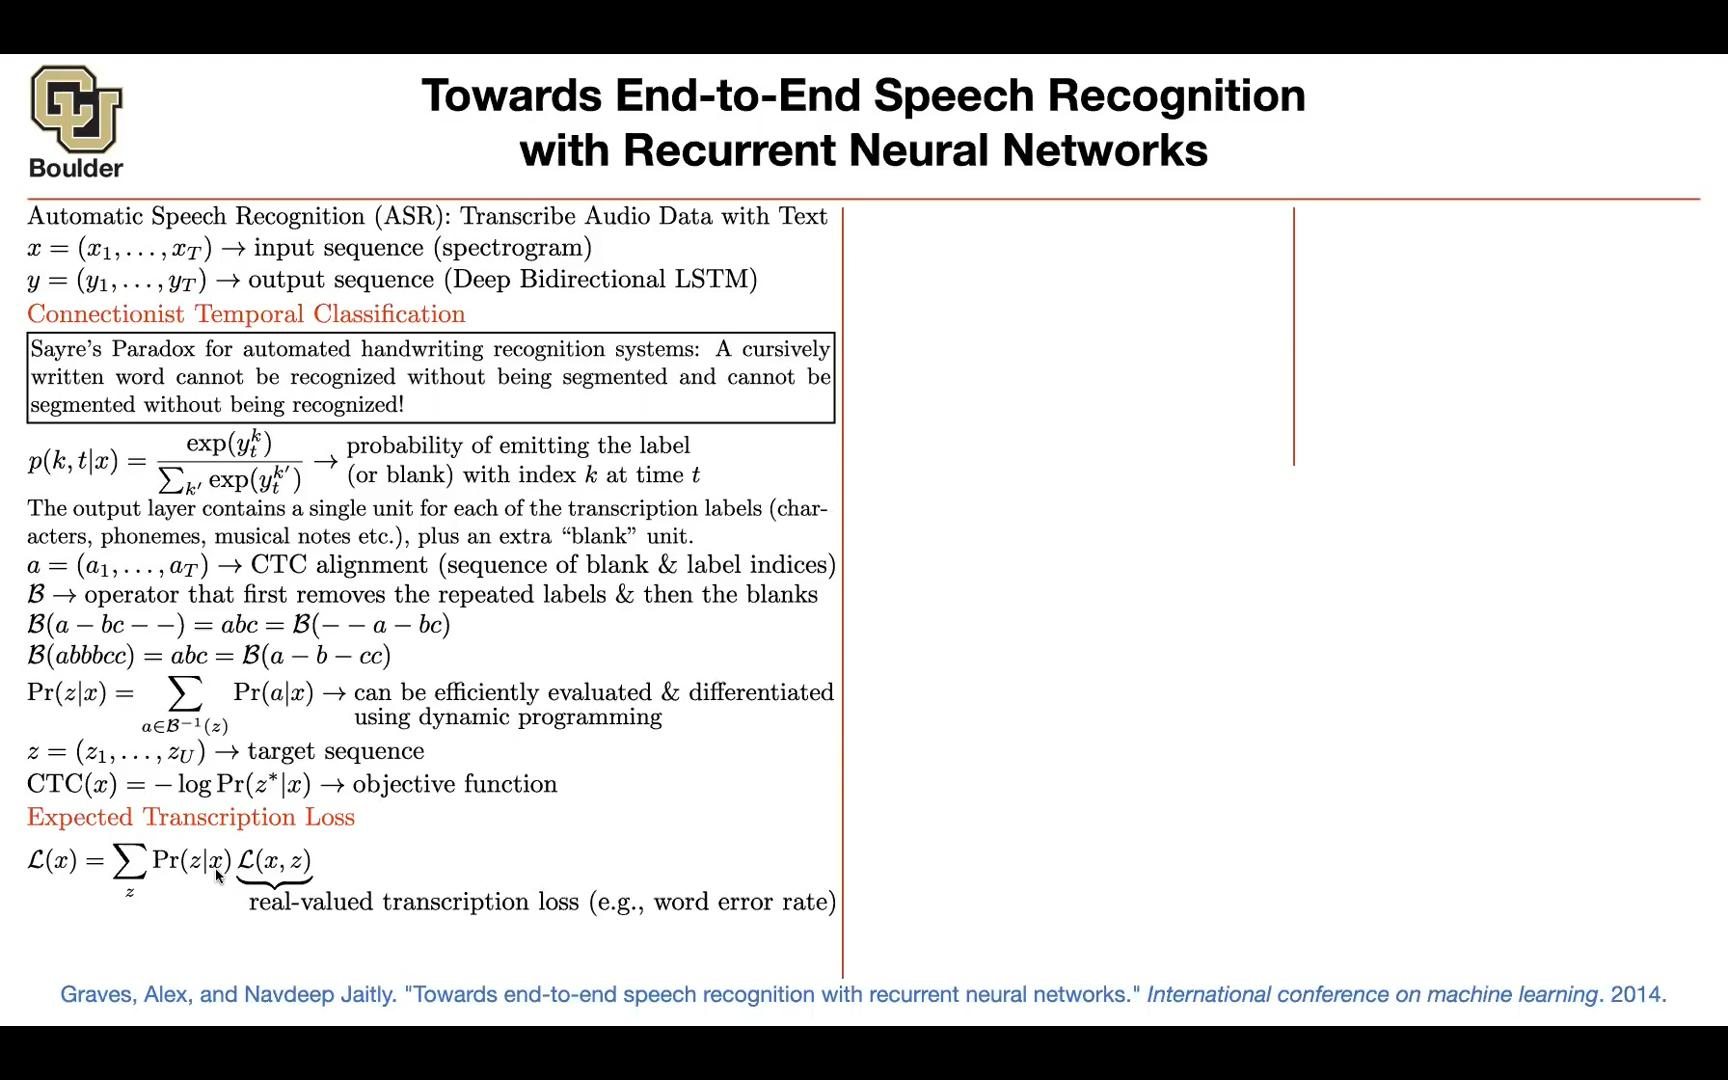 Boulder
Towards End-to-End Speech Recognition
with Recurrent Neural Networks
Automatic Speech Recognition (ASR): Transcribe Audio Data with Text
x = (x₁, . . . , x_T) → input sequence (spectrogram)
y = (y₁, . . . , y_T) → output sequence (Deep Bidirectional LSTM)
Connectionist Temporal Classification
Sayre's Paradox for automated handwriting recognition systems: A cursively
written word cannot be recognized without being segmented and cannot be
segmented without being recognized!
p(k, t|x) = exp(y_t^k) / ∑_{k′} exp(y_t^{k′}) → probability of emitting the label
(or blank) with index k at time t
The output layer contains a single unit for each of the transcription labels (char-
acters, phonemes, musical notes etc.), plus an extra “blank” unit.
a = (a₁, . . . , a_T) → CTC alignment (sequence of blank & label indices)
ℬ → operator that first removes the repeated labels & then the blanks
ℬ(a − bc − −) = abc = ℬ(− − a − bc)
ℬ(abbbcc) = abc = ℬ(a − b − cc)
Pr(z|x) = ∑_{a∈ℬ⁻¹(z)} Pr(a|x) → can be efficiently evaluated & differentiated
using dynamic programming
z = (z₁, . . . , z_U) → target sequence
CTC(x) = − log Pr(z*|x) → objective function
Expected Transcription Loss
ℒ(x) = ∑_z Pr(z|x) ℒ(x, z)
real-valued transcription loss (e.g., word error rate)
Graves, Alex, and Navdeep Jaitly. "Towards end-to-end speech recognition with recurrent neural networks." International conference on machine learning. 2014.